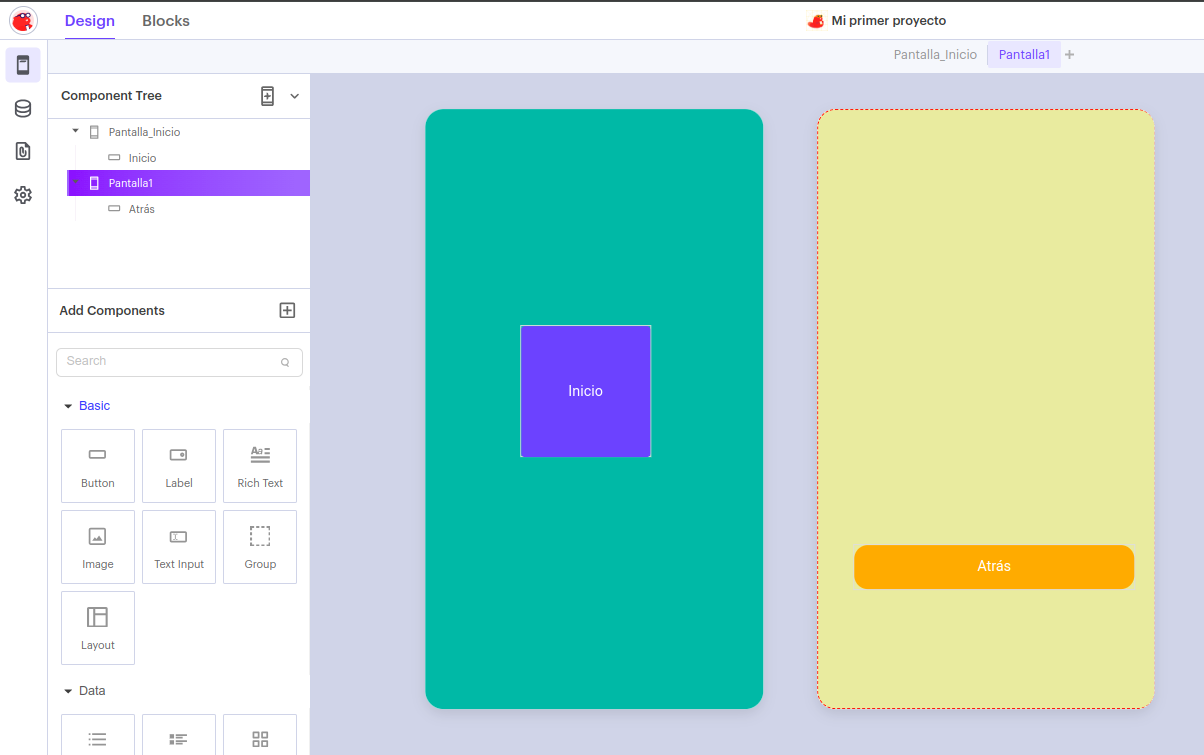 Design
Blocks
Mi primer proyecto
Pantalla_Inicio
Pantalla1
Component Tree
Pantalla_Inicio
Inicio
Pantalla1
Atrás
Add Components
Search
Basic
Button
Label
Aa
Rich Text
Image
Text Input
Group
Layout
Data
Inicio
Atrás